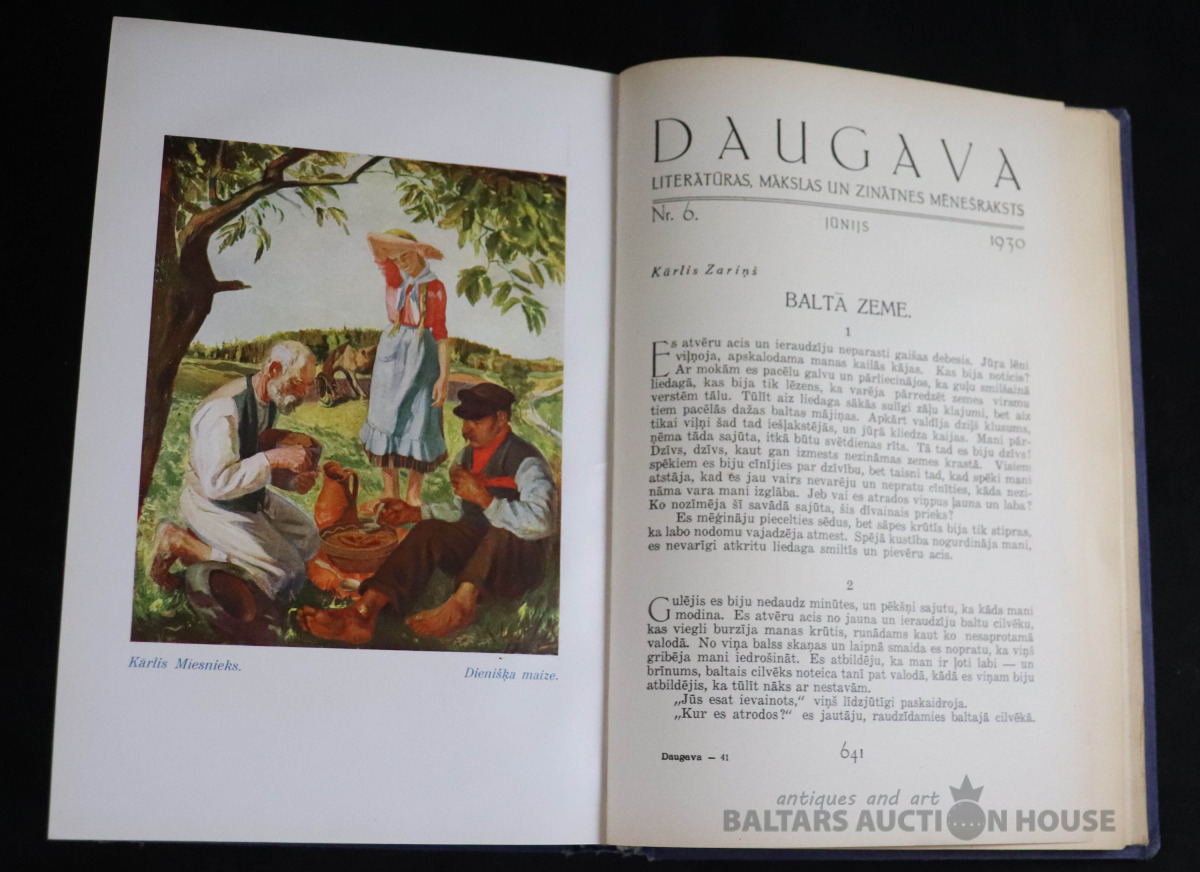 Kārlis Miesnieks.
Dienišķa maize.
DAUGAVA
LITERĀTŪRAS, MĀKSLAS UN ZINĀTNES MĒNEŠRAKSTS
Nr. 6.
JŪNIJS
1930
Kārlis Zariņš
BALTĀ ZEME.
1
Es atvēru acis un ieraudzīju neparasti gaišas debesis. Jūŗa lēni
viļņoja, apskalodama manas kailās kājas. Kas bija noticis?
Ar mokām es pacēlu galvu un pārliecinājos, ka guļu smilšainā
liedagā, kas bija tik lēzens, ka varēja pārredzēt zemes virsmu
verstēm tālu. Tūlīt aiz liedaga sākās sulīgi zāļu klajumi, bet aiz
tiem pacēlās dažas baltas mājiņas. Apkārt valdīja dziļš klusums,
tikai viļņi šad tad iešļakstējās, un jūŗā kliedza kaijas. Mani pār-
ņēma tāda sajūta, itkā būtu svētdienas rīts. Tā tad es biju dzīvs!
Dzīvs, dzīvs, kaut gan izmests nezināmas zemes krastā. Visiem
spēkiem es biju cīnījies par dzīvību, bet taisni tad, kad spēki mani
atstāja, kad es jau vairs nevarēju un nepratu cīnīties, kāda nezi-
nāma vara mani izglāba. Jeb vai es atrados viņpus ļauna un laba?
Ko nozīmēja šī savādā sajūta, šis dīvainais prieks?
Es mēģināju piecelties sēdus, bet sāpes krūtīs bija tik stipras,
ka labo nodomu vajadzēja atmest. Spējā kustība nogurdināja mani,
es nevarīgi atkritu liedaga smiltīs un pievēru acis.
2
Gulējis es biju nedaudz minūtes, un pēkšņi sajutu, ka kāds mani
modina. Es atvēru acis no jauna un ieraudzīju baltu cilvēku,
kas viegli burzīja manas krūtis, runādams kaut ko nesaprotamā
valodā. No viņa balss skaņas un laipnā smaida es nopratu, ka viņš
gribēja mani iedrošināt. Es atbildēju, ka man ir ļoti labi — un
brīnums, baltais cilvēks noteica tanī pat valodā, kādā es viņam biju
atbildējis, ka tūlīt nāks ar nestavām.
„Jūs esat ievainots,“ viņš līdzjūtīgi paskaidroja.
„Kur es atrodos?“ es jautāju, raudzīdamies baltajā cilvēkā.
Daugava — 41
641
antiques and art
BALTARS AUCTION HOUSE